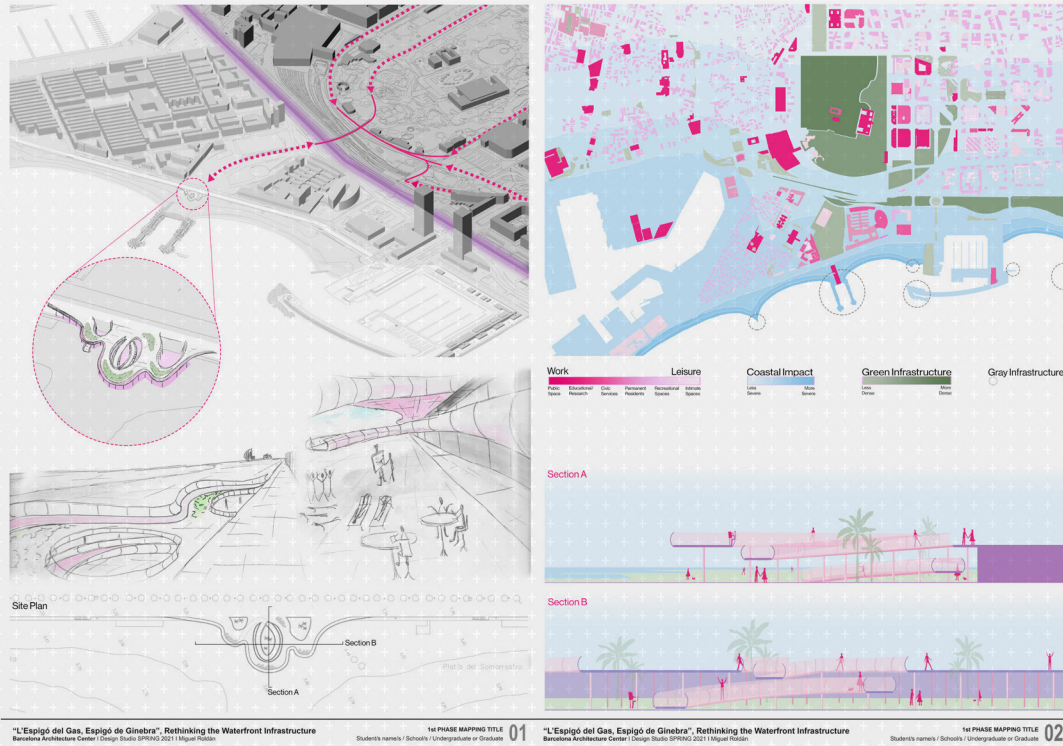 Work
Leisure
Public Space
Educational/ Research
Civic Services
Permanent Residents
Recreational Spaces
Intimate Spaces
Coastal Impact
Less Severe
More Severe
Green Infrastructure
Less Dense
More Dense
Gray Infrastructure
Section A
Site Plan
Section B
Section A
Platja del Somorrostro
Section B
"L'Espigó del Gas, Espigó de Ginebra", Rethinking the Waterfront Infrastructure
Barcelona Architecture Center | Design Studio SPRING 2021 | Miguel Roldán
1st PHASE MAPPING TITLE
Student/s name/s / School/s / Undergraduate or Graduate
01
"L'Espigó del Gas, Espigó de Ginebra", Rethinking the Waterfront Infrastructure
Barcelona Architecture Center | Design Studio SPRING 2021 | Miguel Roldán
1st PHASE MAPPING TITLE
Student/s name/s / School/s / Undergraduate or Graduate
02